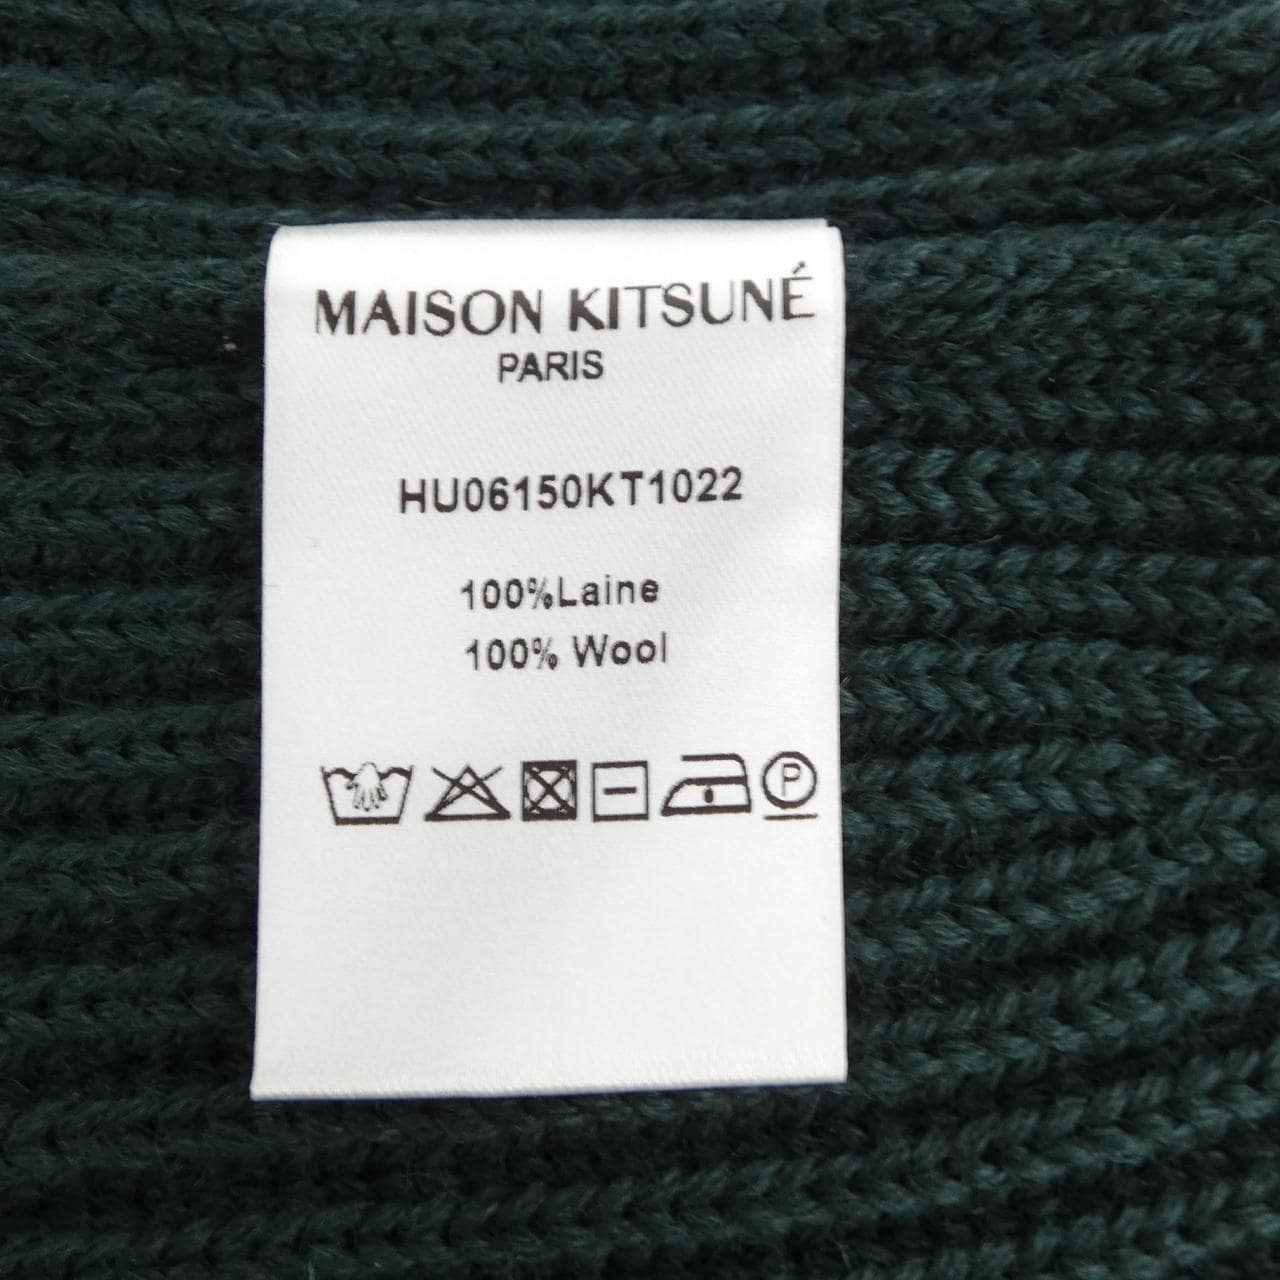 MAISON KITSUNÉ
PARIS
HU06150KT1022
100%Laine
100% Wool
P